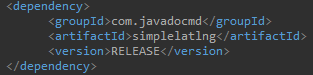 <dependency>
<groupId>com.javadocmd</groupId>
<artifactId>simplelatlng</artifactId>
<version>RELEASE</version>
</dependency>